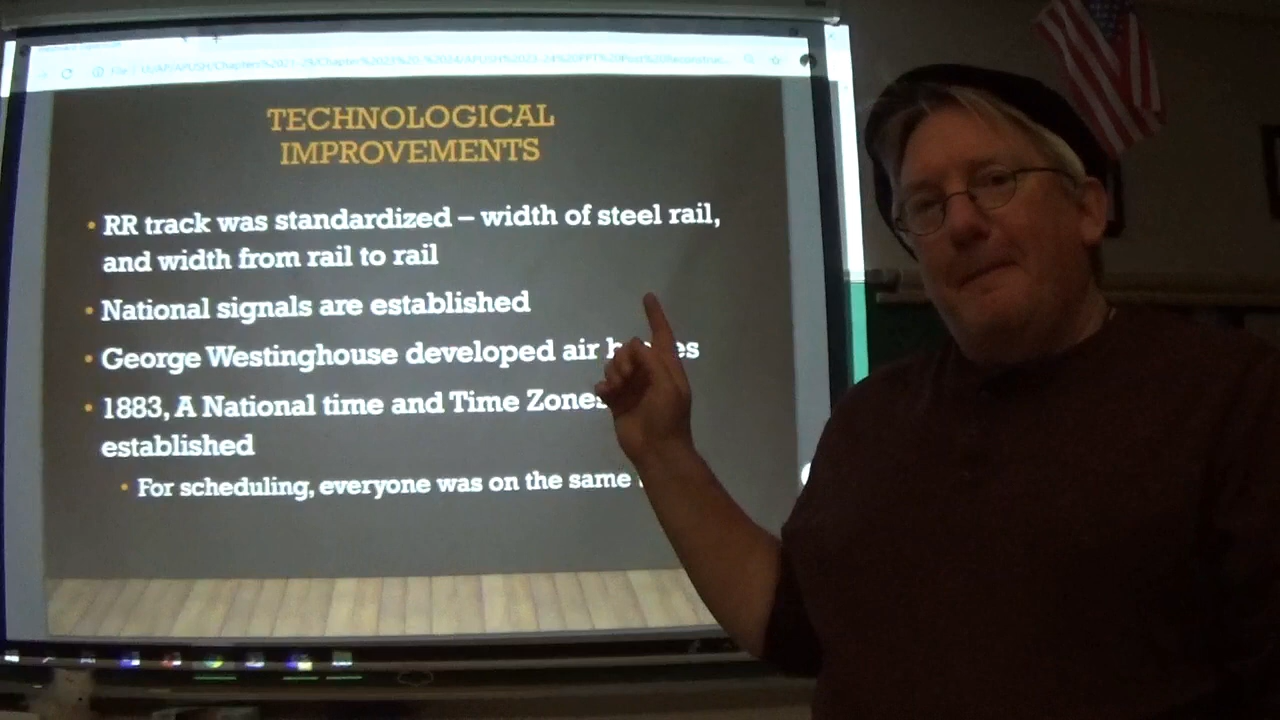 TECHNOLOGICAL
IMPROVEMENTS
• RR track was standardized – width of steel rail,
and width from rail to rail
• National signals are established
• George Westinghouse developed air
• 1883, A National time and Time Zones
established
• For scheduling, everyone was on the same